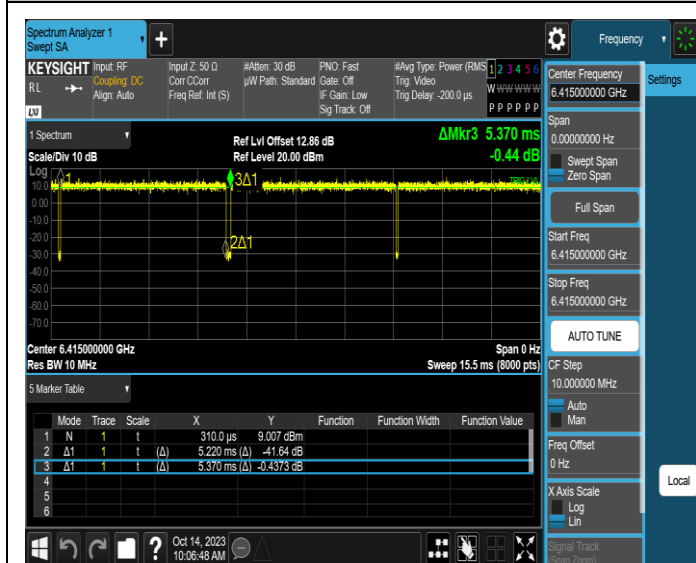 Spectrum Analyzer 1
Swept SA
Frequency
KEYSIGHT
RL
LXI
Input: RF
Coupling: DC
Align: Auto
Input Z: 50 Ω
Corr CCorr
Freq Ref: Int (S)
#Atten: 30 dB
µW Path: Standard
PNO: Fast
Gate: Off
IF Gain: Low
Sig Track: Off
#Avg Type: Power (RMS
Trig: Video
Trig Delay: -200.0 µs
1 2 3 4 5 6
W W W W W W
P P P P P P
1 Spectrum
Scale/Div 10 dB
Ref Lvl Offset 12.86 dB
Ref Level 20.00 dBm
ΔMkr3 5.370 ms
-0.44 dB
Log
10.0
0.00
-10.0
-20.0
-30.0
-40.0
-50.0
-60.0
-70.0
1
3Δ1
2Δ1
Center 6.415000000 GHz
Span 0 Hz
Res BW 10 MHz
Sweep 15.5 ms (8000 pts)
5 Marker Table
Mode Trace Scale X Y Function Function Width Function Value
1 N 1 t 310.0 µs 9.007 dBm
2 Δ1 1 t (Δ) 5.220 ms (Δ) -41.64 dB
3 Δ1 1 t (Δ) 5.370 ms (Δ) -0.4373 dB
4
5
6
?
Oct 14, 2023
10:06:48 AM
Center Frequency
6.415000000 GHz
Span
0.00000000 Hz
Swept Span
Zero Span
Full Span
Start Freq
6.415000000 GHz
Stop Freq
6.415000000 GHz
AUTO TUNE
CF Step
10.000000 MHz
Auto
Man
Freq Offset
0 Hz
X Axis Scale
Log
Lin
Signal Track
(Span Zoom)
Settings
Local